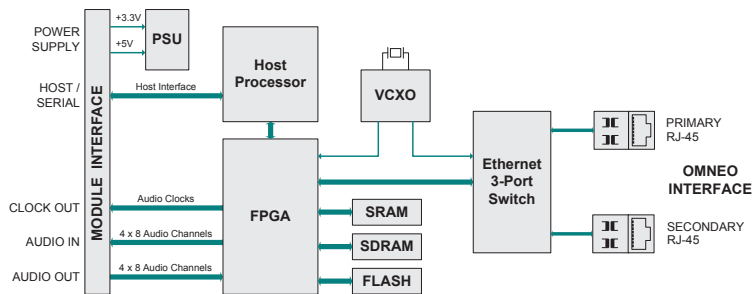 POWER
SUPPLY
+3.3V
+5V
PSU
HOST /
SERIAL
Host Interface
MODULE INTERFACE
Host
Processor
VCXO
CLOCK OUT
Audio Clocks
AUDIO IN
4 x 8 Audio Channels
AUDIO OUT
4 x 8 Audio Channels
FPGA
SRAM
SDRAM
FLASH
Ethernet
3-Port
Switch
PRIMARY
RJ-45
OMNEO
INTERFACE
SECONDARY
RJ-45